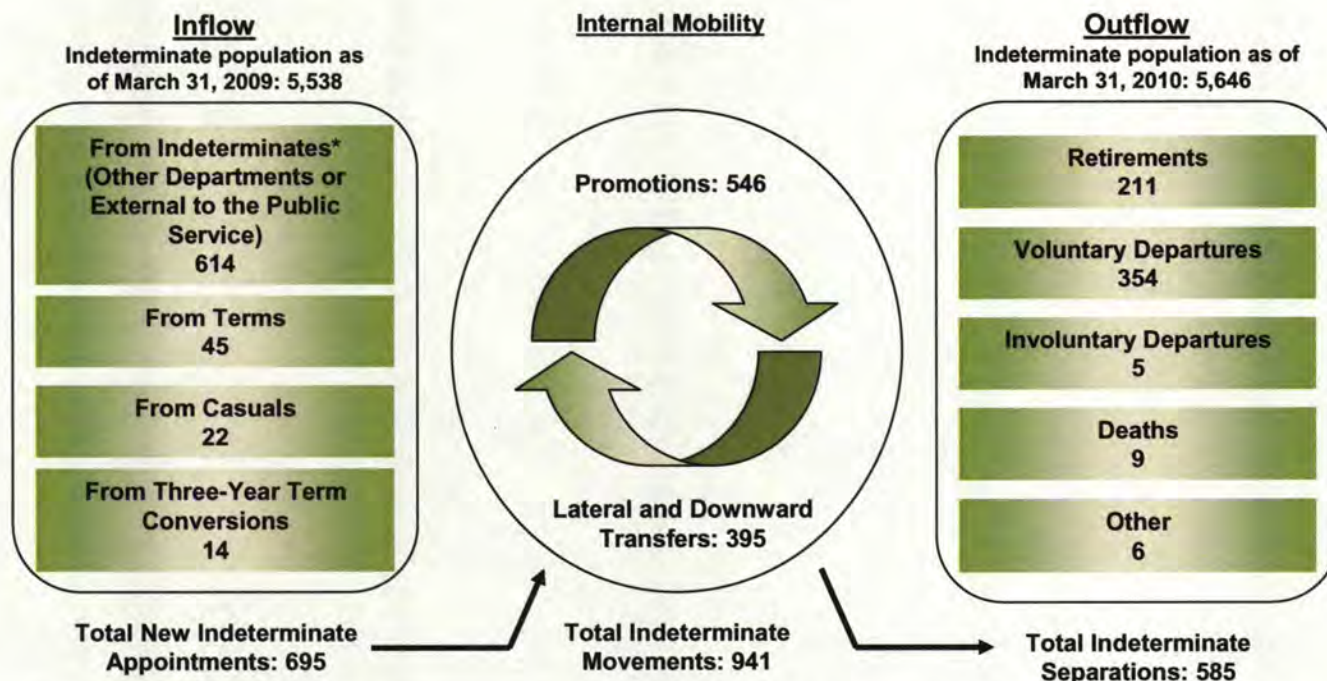 Inflow
Indeterminate population as
of March 31, 2009: 5,538
From Indeterminates*
(Other Departments or
External to the Public
Service)
614
From Terms
45
From Casuals
22
From Three-Year Term
Conversions
14
Total New Indeterminate
Appointments: 695
Internal Mobility
Promotions: 546
Lateral and Downward
Transfers: 395
Total Indeterminate
Movements: 941
Outflow
Indeterminate population as of
March 31, 2010: 5,646
Retirements
211
Voluntary Departures
354
Involuntary Departures
5
Deaths
9
Other
6
Total Indeterminate
Separations: 585